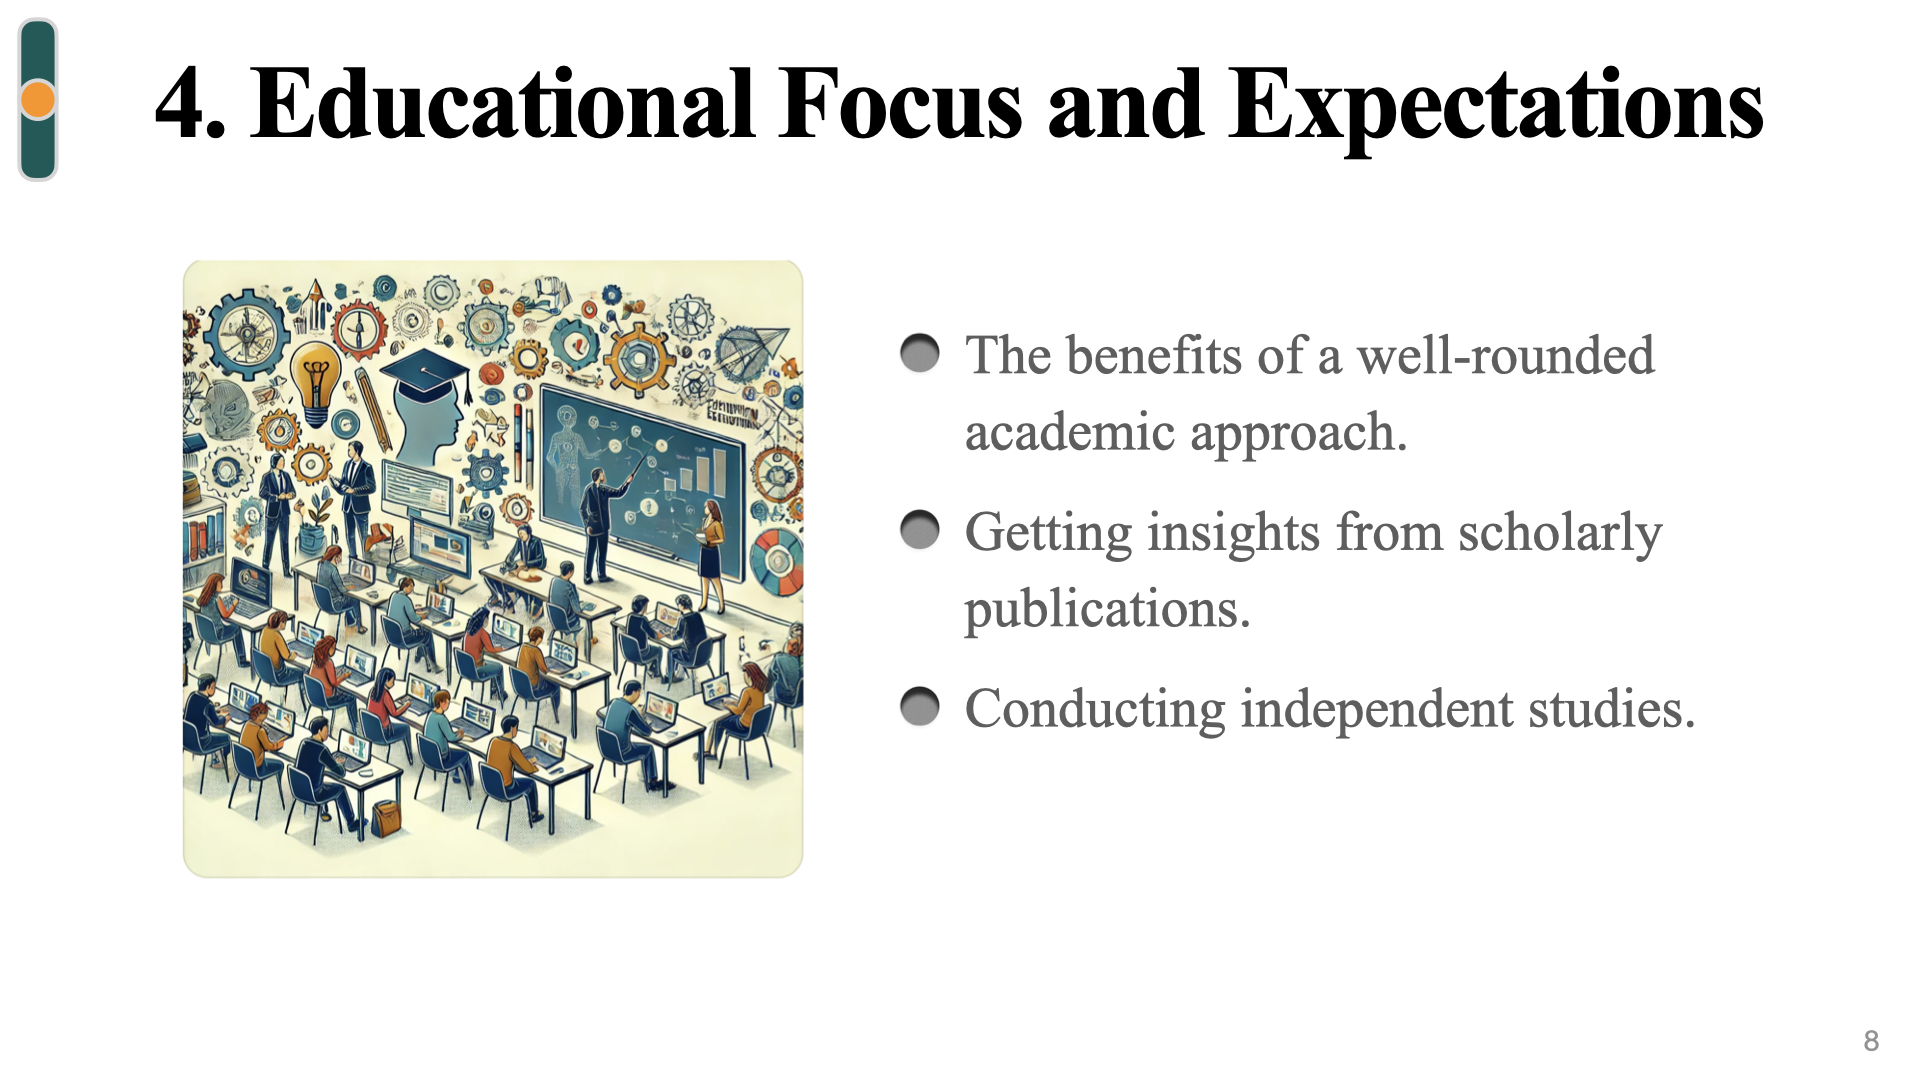 4. Educational Focus and Expectations
The benefits of a well-rounded
academic approach.
Getting insights from scholarly
publications.
Conducting independent studies.
8